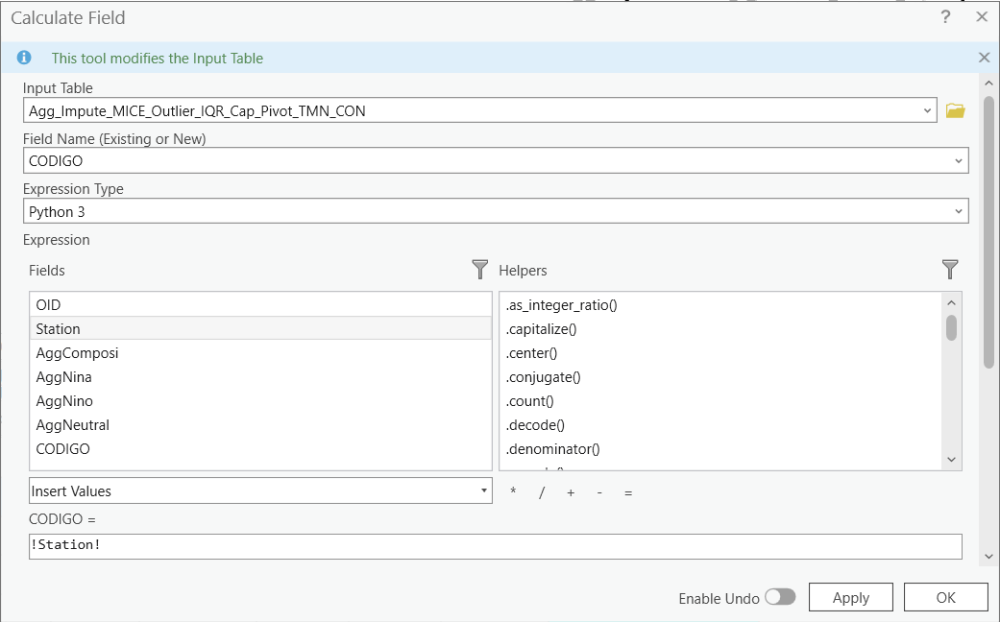 Calculate Field
This tool modifies the Input Table
Input Table
Agg_Impute_MICE_Outlier_IQR_Cap_Pivot_TMN_CON
Field Name (Existing or New)
CODIGO
Expression Type
Python 3
Expression
Fields
OID
Station
AggComposi
AggNina
AggNino
AggNeutral
CODIGO
Helpers
.as_integer_ratio()
.capitalize()
.center()
.conjugate()
.count()
.decode()
.denominator()
Insert Values
* / + - =
CODIGO =
!Station!
Enable Undo
Apply
OK